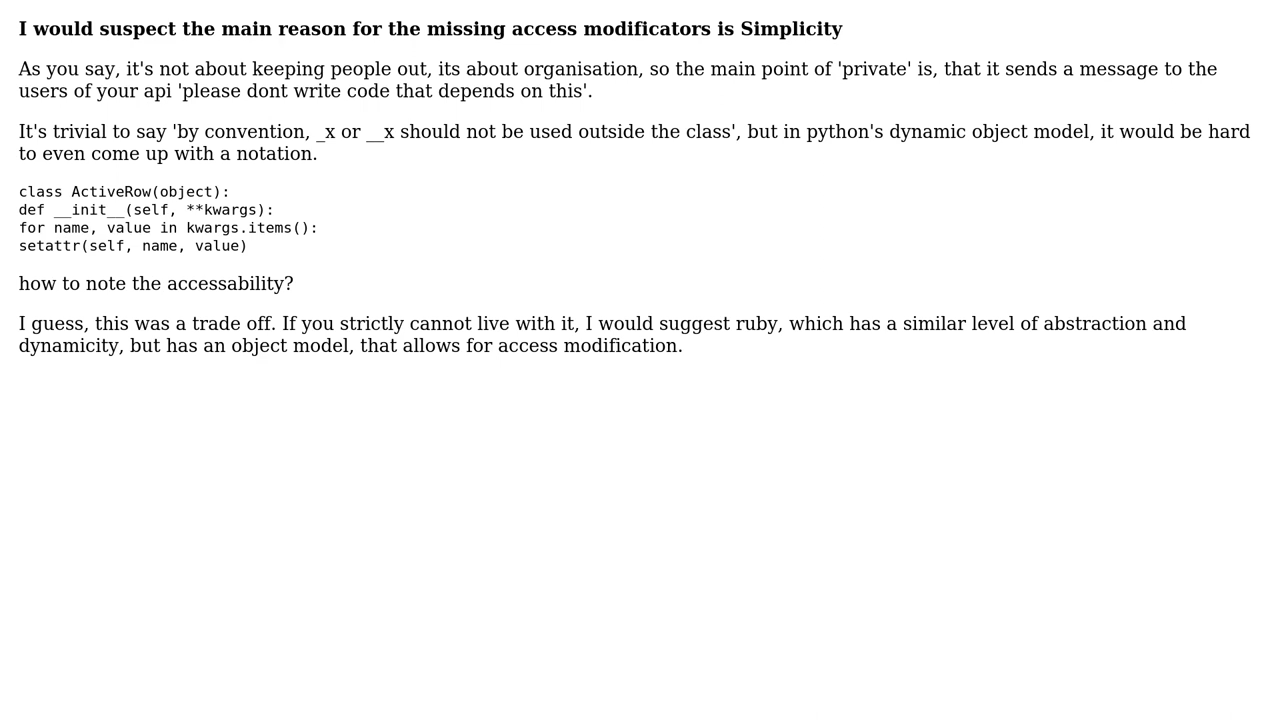 I would suspect the main reason for the missing access modificators is Simplicity
As you say, it's not about keeping people out, its about organisation, so the main point of 'private' is, that it sends a message to the
users of your api 'please dont write code that depends on this'.
It's trivial to say 'by convention, _x or __x should not be used outside the class', but in python's dynamic object model, it would be hard
to even come up with a notation.
class ActiveRow(object):
def __init__(self, **kwargs):
for name, value in kwargs.items():
setattr(self, name, value)
how to note the accessability?
I guess, this was a trade off. If you strictly cannot live with it, I would suggest ruby, which has a similar level of abstraction and
dynamicity, but has an object model, that allows for access modification.